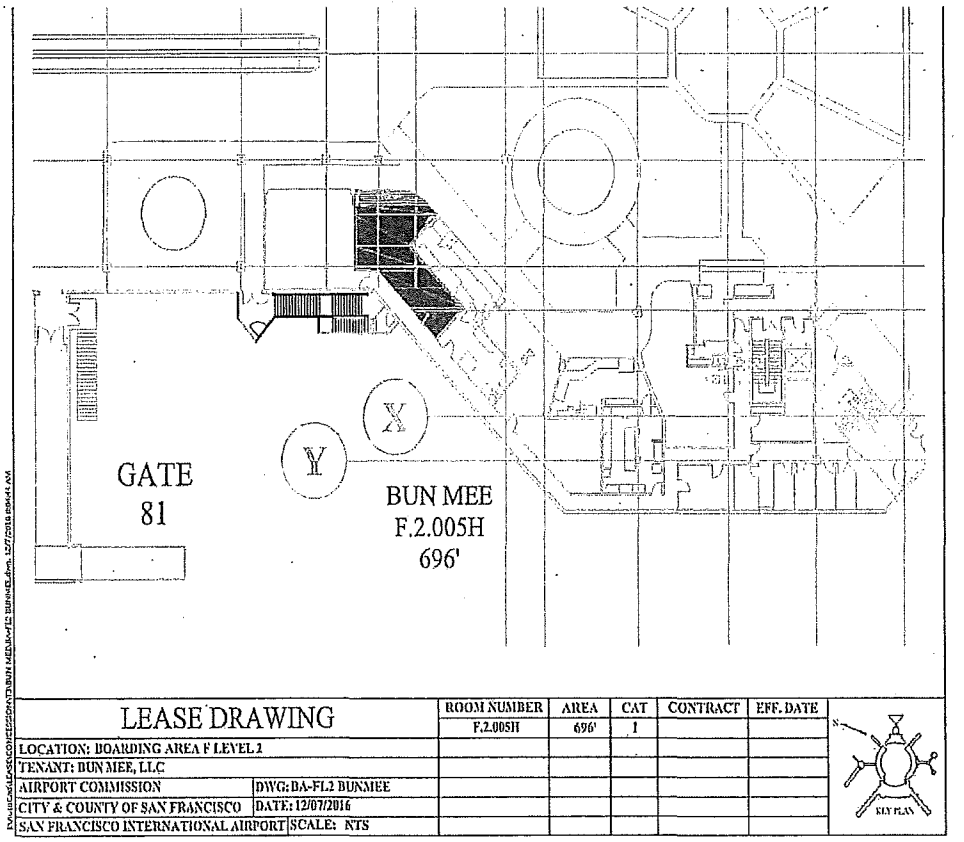 X
Y
GATE
81
BUN MEE
F.2.005H
696'
LEASE DRAWING
ROOM NUMBER AREA CAT CONTRACT EFF. DATE
F.2.005H 696' 1
LOCATION: BOARDING AREA F LEVEL 2
TENANT: BUN MEE, LLC
AIRPORT COMMISSION DWG: BA-FL2 BUNMEE
CITY & COUNTY OF SAN FRANCISCO DATE: 12/07/2016
SAN FRANCISCO INTERNATIONAL AIRPORT SCALE: NTS
N
KEY PLAN